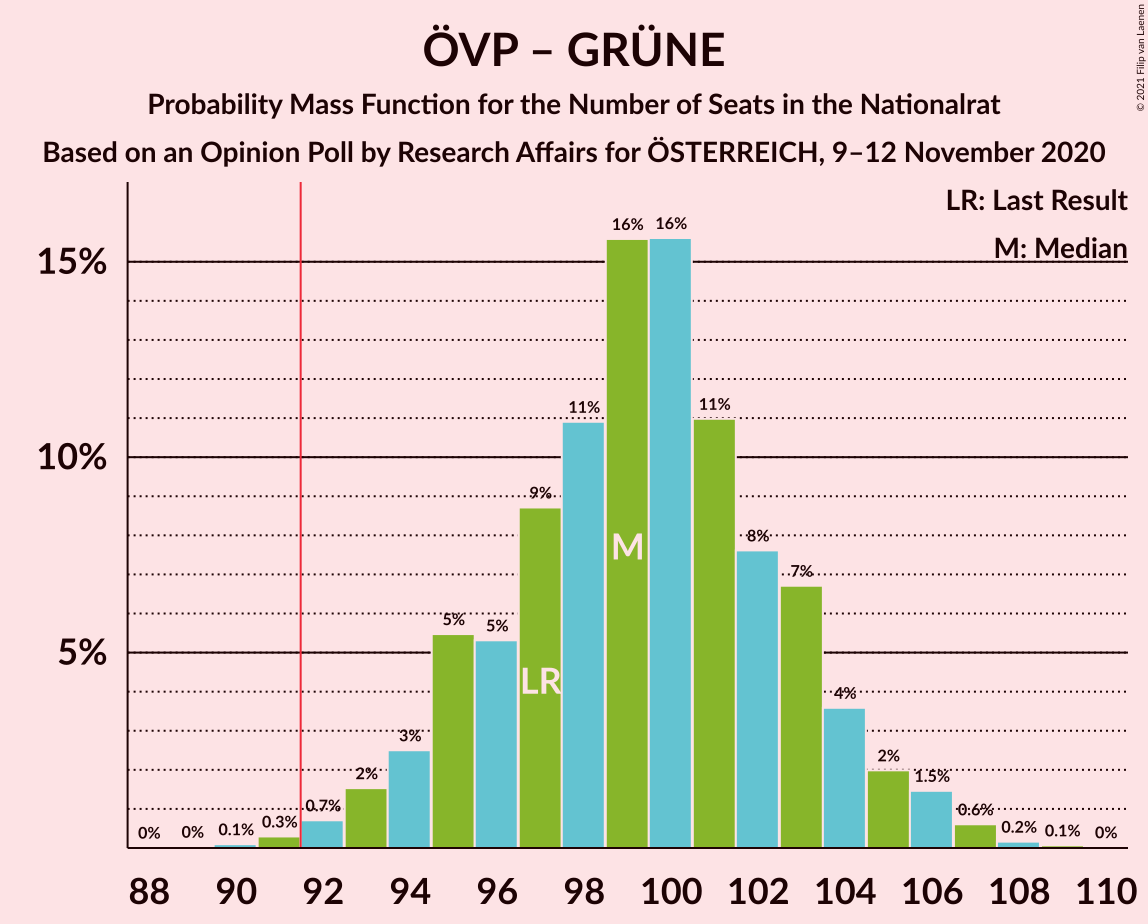 ÖVP – GRÜNE
Probability Mass Function for the Number of Seats in the Nationalrat
Based on an Opinion Poll by Research Affairs for ÖSTERREICH, 9–12 November 2020
© 2021 Filip van Laenen
LR: Last Result
M: Median
15%
10%
5%
0% 0% 0.1% 0.3% 0.7% 2% 3% 5% 5% 9% 11% 16% 16% 11% 8% 7% 4% 2% 1.5% 0.6% 0.2% 0.1% 0%
M
LR
88 90 92 94 96 98 100 102 104 106 108 110